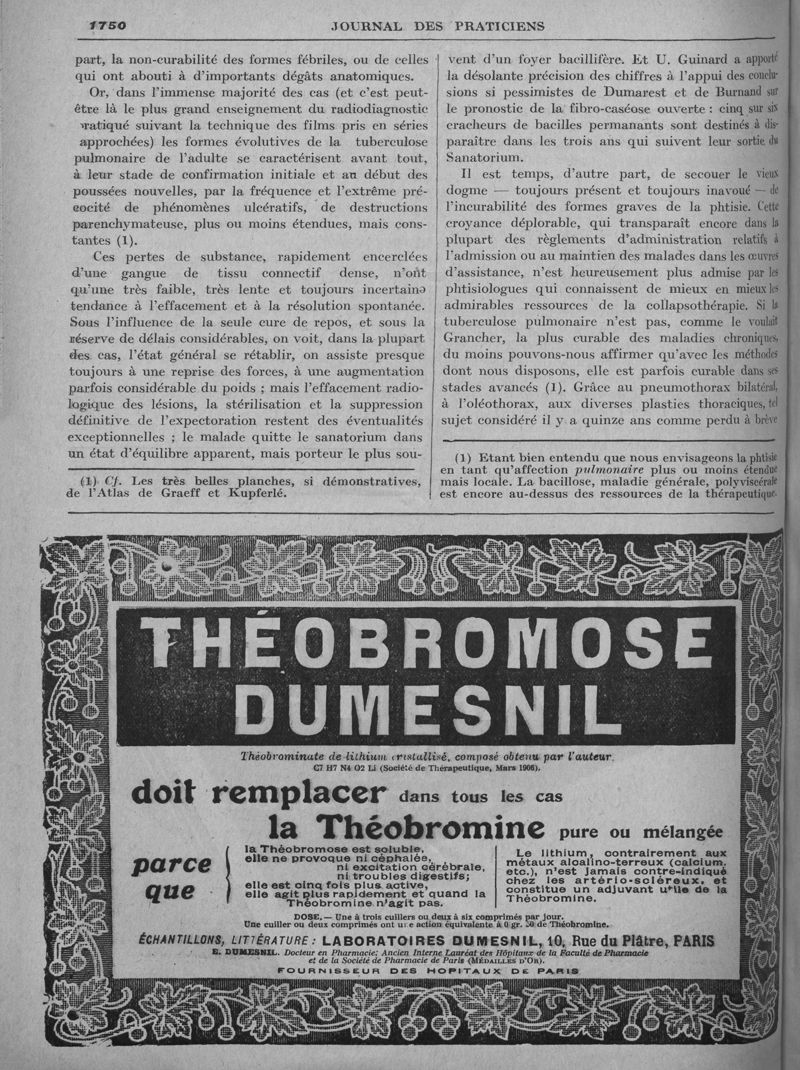 1750
JOURNAL DES PRATICIENS
part, la non-curabilité des formes fébriles, ou de celles
qui ont abouti à d'importants dégâts anatomiques.
Or, dans l'immense majorité des cas (et c'est peut-
être là le plus grand enseignement du radiodiagnostic
pratiqué suivant la technique des films pris en séries
approchées) les formes évolutives de la tuberculose
pulmonaire de l'adulte se caractérisent avant tout,
à leur stade de confirmation initiale et au début des
poussées nouvelles, par la fréquence et l'extrême pré-
cocité de phénomènes ulcératifs, de destructions
parenchymateuse, plus ou moins étendues, mais cons-
tantes (1).
Ces pertes de substance, rapidement encerclées
d'une gangue de tissu connectif dense, n'ont
qu'une très faible, très lente et toujours incertaine
tendance à l'effacement et à la résolution spontanée.
Sous l'influence de la seule cure de repos, et sous la
réserve de délais considérables, on voit, dans la plupart
des cas, l'état général se rétablir, on assiste presque
toujours à une reprise des forces, à une augmentation
parfois considérable du poids ; mais l'effacement radio-
logique des lésions, la stérilisation et la suppression
définitive de l'expectoration restent des éventualités
exceptionnelles ; le malade quitte le sanatorium dans
un état d'équilibre apparent, mais porteur le plus sou-
(1) Cf. Les très belles planches, si démonstratives,
de l'Atlas de Graeff et Kupferlé.
vent d'un foyer bacillifère. Et U. Guinard a apporté
la désolante précision des chiffres à l'appui des conclu-
sions si pessimistes de Dumarest et de Burnand sur
le pronostic de la fibro-caséose ouverte : cinq sur six
cracheurs de bacilles permanants sont destinés à dis-
paraître dans les trois ans qui suivent leur sortie du
Sanatorium.
Il est temps, d'autre part, de secouer le vieux
dogme — toujours présent et toujours inavoué — de
l'incurabilité des formes graves de la phtisie. Cette
croyance déplorable, qui transparaît encore dans la
plupart des règlements d'administration relatifs à
l'admission ou au maintien des malades dans les œuvres
d'assistance, n'est heureusement plus admise par les
phtisiologues qui connaissent de mieux en mieux les
admirables ressources de la collapsothérapie. Si la
tuberculose pulmonaire n'est pas, comme le voulait
Grancher, la plus curable des maladies chroniques,
du moins pouvons-nous affirmer qu'avec les méthodes
dont nous disposons, elle est parfois curable dans ses
stades avancés (1). Grâce au pneumothorax bilatéral,
à l'oléothorax, aux diverses plasties thoraciques, tel
sujet considéré il y a quinze ans comme perdu à brève
(1) Etant bien entendu que nous envisageons la phtisie
en tant qu'affection pulmonaire plus ou moins étendue
mais locale. La bacillose, maladie générale, polyviscérale
est encore au-dessus des ressources de la thérapeutique.
THÉOBROMOSE
DUMESNIL
Théobrominate de lithium cristallisé, composé obtenu par l'auteur.
C7 H7 N4 O2 Li (Société de Thérapeutique, Mars 1906).
doit remplacer dans tous les cas
la Théobromine pure ou mélangée
parce
que
la Théobromose est soluble,
elle ne provoque ni céphalée,
ni excitation cérébrale,
ni troubles digestifs;
elle est cinq fois plus active,
elle agit plus rapidement et quand la
Théobromine n'agit pas.
Le lithium, contrairement aux
métaux alcalino-terreux (calcium,
etc.), n'est jamais contre-indiqué
chez les artério-scléreux, et
constitue un adjuvant utile de la
Théobromine.
DOSE. — Une à trois cuillers ou deux à six comprimés par jour.
Une cuiller ou deux comprimés ont une action équivalente à 0 gr. 50 de Théobromine.
ÉCHANTILLONS, LITTÉRATURE : LABORATOIRES DUMESNIL, 10, Rue du Plâtre, PARIS
E. DUMESNIL. Docteur en Pharmacie; Ancien Interne Lauréat des Hôpitaux de la Faculté de Pharmacie
et de la Société de Pharmacie de Paris (MÉDAILLES D'OR).
FOURNISSEUR DES HOPITAUX DE PARIS